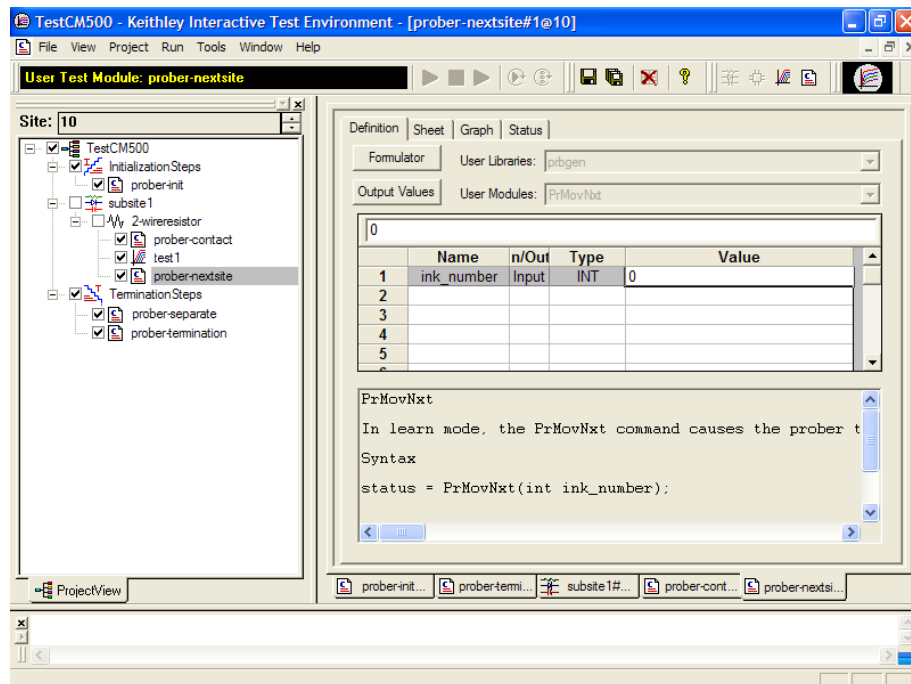 TestCM500 - Keithley Interactive Test Environment - [prober-nextsite#1@10]
File View Project Run Tools Window Help
User Test Module: prober-nextsite
Site: 10
TestCM500
InitializationSteps
prober-init
subsite1
2-wireresistor
prober-contact
test1
prober-nextsite
TerminationSteps
prober-separate
prober-termination
ProjectView
Definition Sheet Graph Status
Formulator User Libraries: prbgen
Output Values User Modules: PrMovNxt
0
Name n/Out Type Value
1 ink_number Input INT 0
2
3
4
5
PrMovNxt
In learn mode, the PrMovNxt command causes the prober t
Syntax
status = PrMovNxt(int ink_number);
prober-init... prober-termi... subsite1#... prober-cont... prober-nextsi...